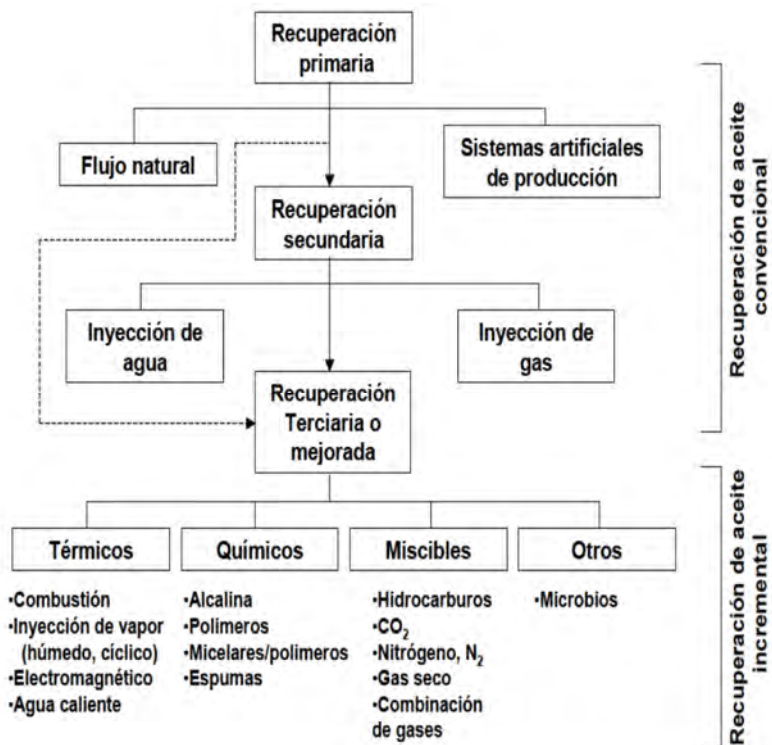 Recuperación
primaria
Flujo natural
Sistemas artificiales
de producción
Recuperación
secundaria
Inyección de
agua
Inyección de
gas
Recuperación
Terciaria o
mejorada
Recuperación de aceite
convencional
Térmicos
Químicos
Miscibles
Otros
•Combustión
•Inyección de vapor
(húmedo, cíclico)
•Electromagnético
•Agua caliente
•Alcalina
•Polimeros
•Micelares/polimeros
•Espumas
•Hidrocarburos
•CO₂
•Nitrógeno, N₂
•Gas seco
•Combinación
de gases
•Microbios
Recuperación de aceite
incremental